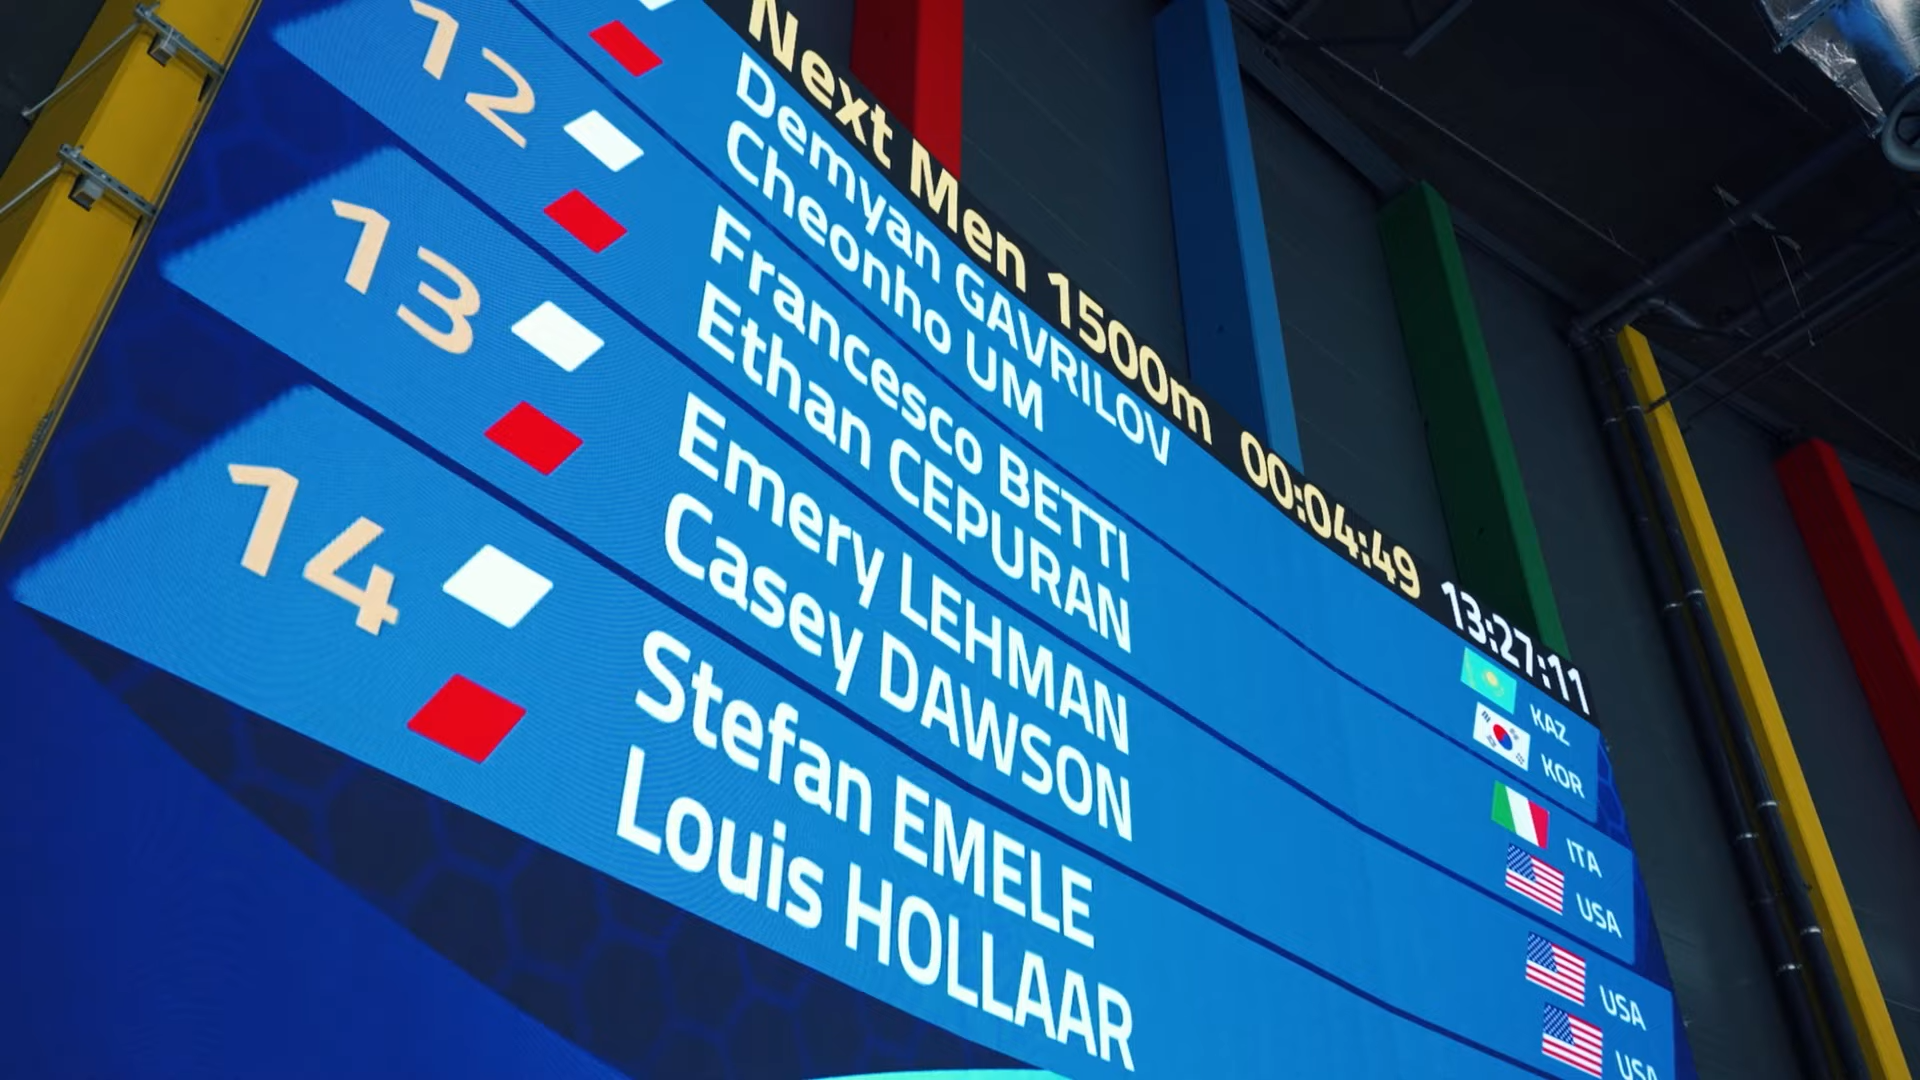 Next Men 1500m 00:04:49 13:27:11
Demyan GAVRILOV KAZ
Cheonho UM KOR
12
Francesco BETTI ITA
Ethan CEPURAN USA
13
Emery LEHMAN USA
Casey DAWSON USA
14
Stefan EMELE
Louis HOLLAAR